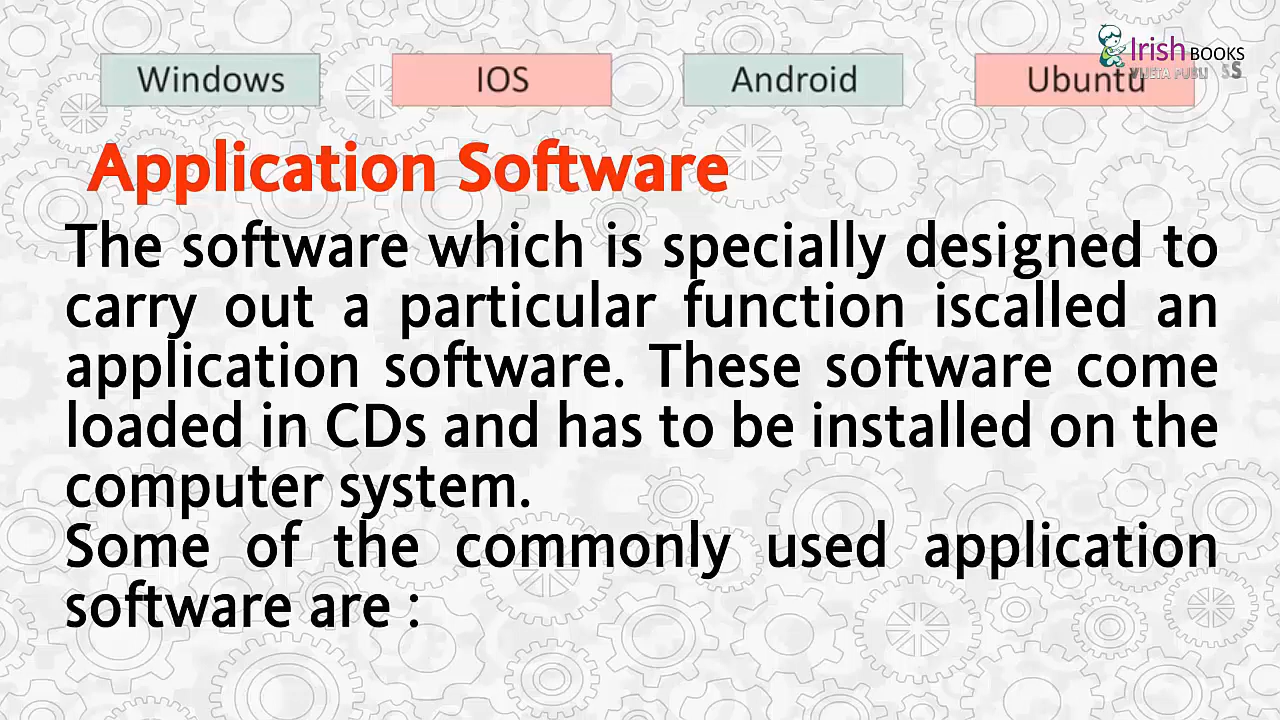 Windows IOS Android Ubuntu
Irish BOOKS
Application Software
The software which is specially designed to
carry out a particular function iscalled an
application software. These software come
loaded in CDs and has to be installed on the
computer system.
Some of the commonly used application
software are :